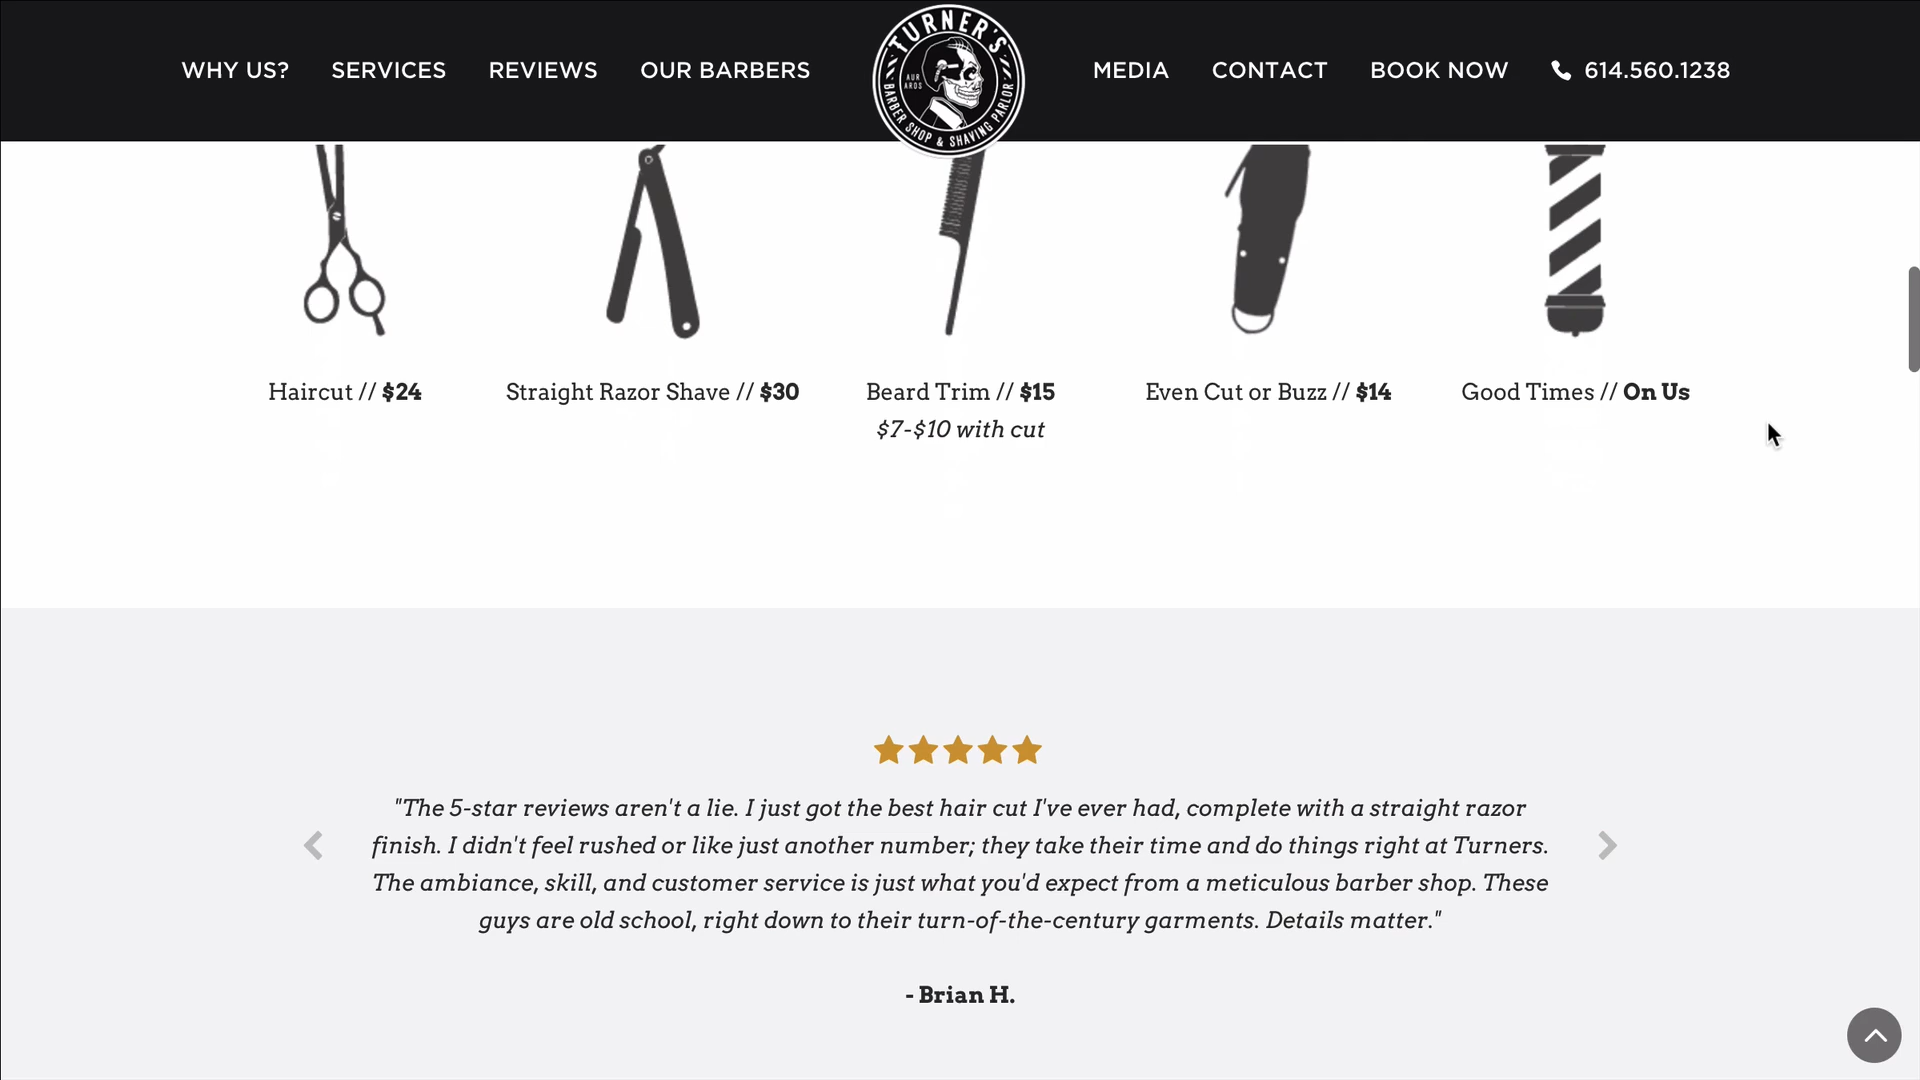 WHY US? SERVICES REVIEWS OUR BARBERS MEDIA CONTACT BOOK NOW 614.560.1238
TURNER'S
AUR AROS
BARBER SHOP & SHAVING PARLOR
Haircut // $24
Straight Razor Shave // $30
Beard Trim // $15
$7-$10 with cut
Even Cut or Buzz // $14
Good Times // On Us
"The 5-star reviews aren't a lie. I just got the best hair cut I've ever had, complete with a straight razor
finish. I didn't feel rushed or like just another number; they take their time and do things right at Turners.
The ambiance, skill, and customer service is just what you'd expect from a meticulous barber shop. These
guys are old school, right down to their turn-of-the-century garments. Details matter."
- Brian H.